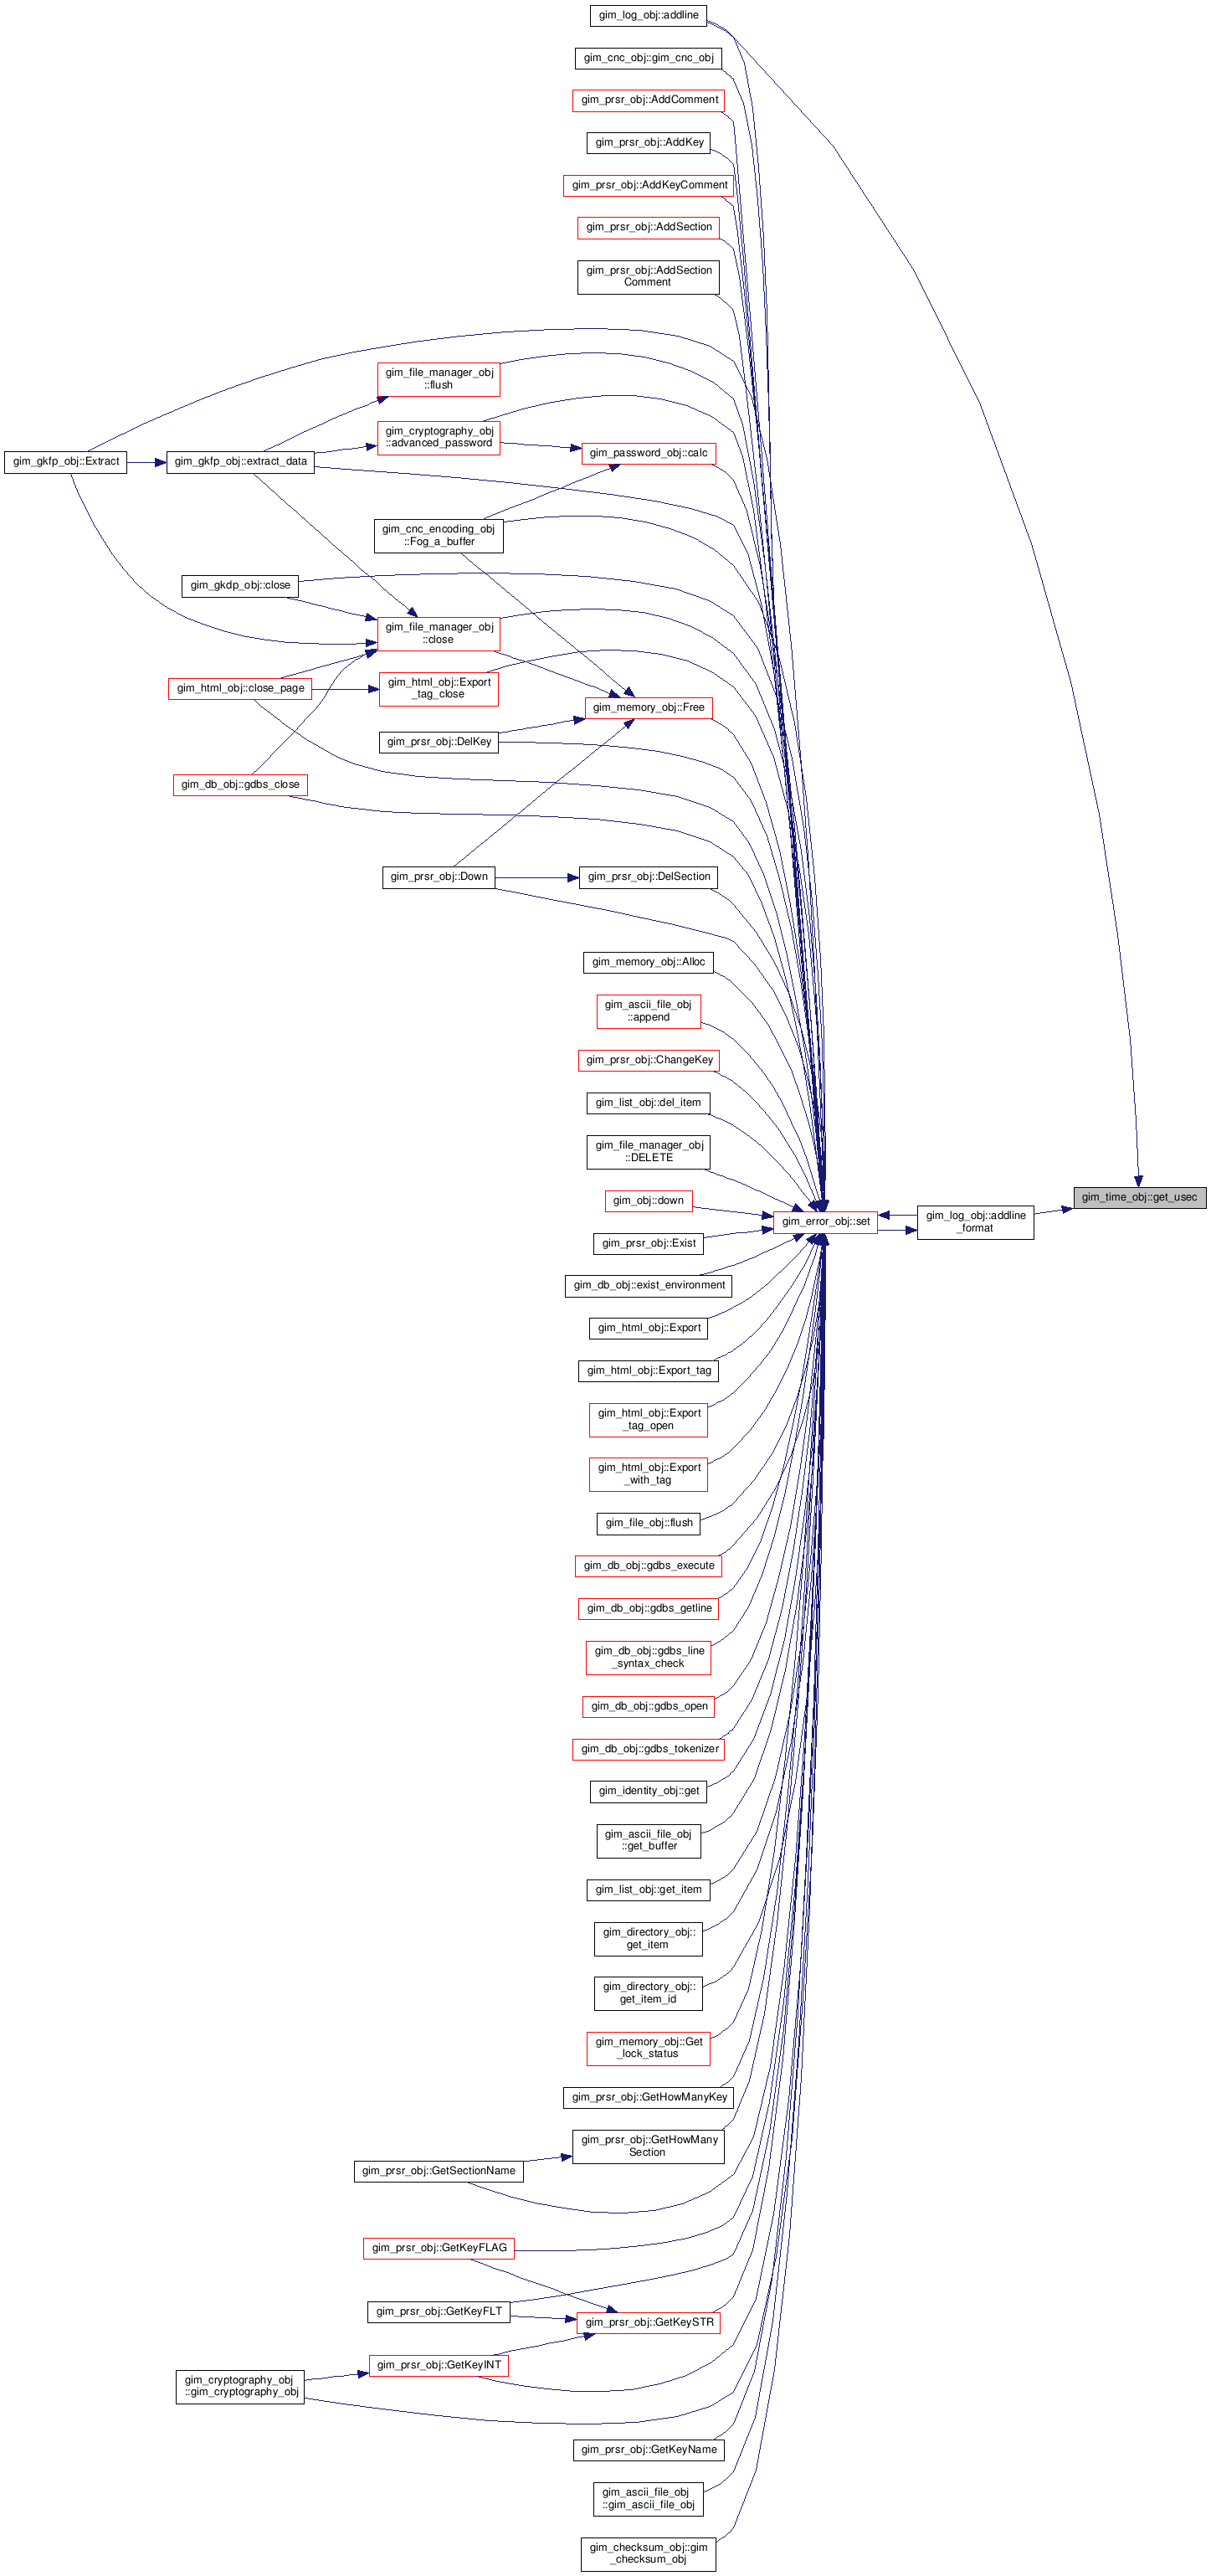 gim_log_obj::addline
gim_cnc_obj::gim_cnc_obj
gim_prsr_obj::AddComment
gim_prsr_obj::AddKey
gim_prsr_obj::AddKeyComment
gim_prsr_obj::AddSection
gim_prsr_obj::AddSection
Comment
gim_file_manager_obj
::flush
gim_cryptography_obj
::advanced_password
gim_password_obj::calc
gim_gkfp_obj::Extract
gim_gkfp_obj::extract_data
gim_cnc_encoding_obj
::Fog_a_buffer
gim_gkdp_obj::close
gim_file_manager_obj
::close
gim_html_obj::close_page
gim_html_obj::Export
_tag_close
gim_memory_obj::Free
gim_prsr_obj::DelKey
gim_db_obj::gdbs_close
gim_prsr_obj::Down
gim_prsr_obj::DelSection
gim_memory_obj::Alloc
gim_ascii_file_obj
::append
gim_prsr_obj::ChangeKey
gim_list_obj::del_item
gim_file_manager_obj
::DELETE
gim_obj::down
gim_time_obj::get_usec
gim_error_obj::set
gim_log_obj::addline
_format
gim_prsr_obj::Exist
gim_db_obj::exist_environment
gim_html_obj::Export
gim_html_obj::Export_tag
gim_html_obj::Export
_tag_open
gim_html_obj::Export
_with_tag
gim_file_obj::flush
gim_db_obj::gdbs_execute
gim_db_obj::gdbs_getline
gim_db_obj::gdbs_line
_syntax_check
gim_db_obj::gdbs_open
gim_db_obj::gdbs_tokenizer
gim_identity_obj::get
gim_ascii_file_obj
::get_buffer
gim_list_obj::get_item
gim_directory_obj::
get_item
gim_directory_obj::
get_item_id
gim_memory_obj::Get
_lock_status
gim_prsr_obj::GetHowManyKey
gim_prsr_obj::GetHowMany
Section
gim_prsr_obj::GetSectionName
gim_prsr_obj::GetKeyFLAG
gim_prsr_obj::GetKeyFLT
gim_prsr_obj::GetKeySTR
gim_prsr_obj::GetKeyINT
gim_cryptography_obj
::gim_cryptography_obj
gim_prsr_obj::GetKeyName
gim_ascii_file_obj
::gim_ascii_file_obj
gim_checksum_obj::gim
_checksum_obj